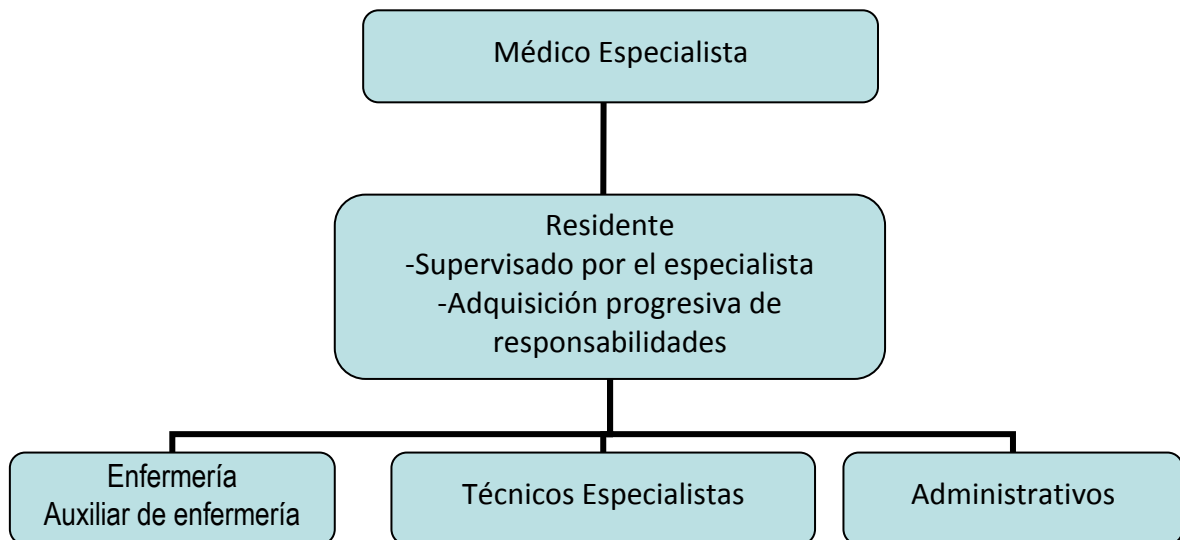 Médico Especialista
Residente
-Supervisado por el especialista
-Adquisición progresiva de
responsabilidades
Enfermería
Auxiliar de enfermería
Técnicos Especialistas
Administrativos